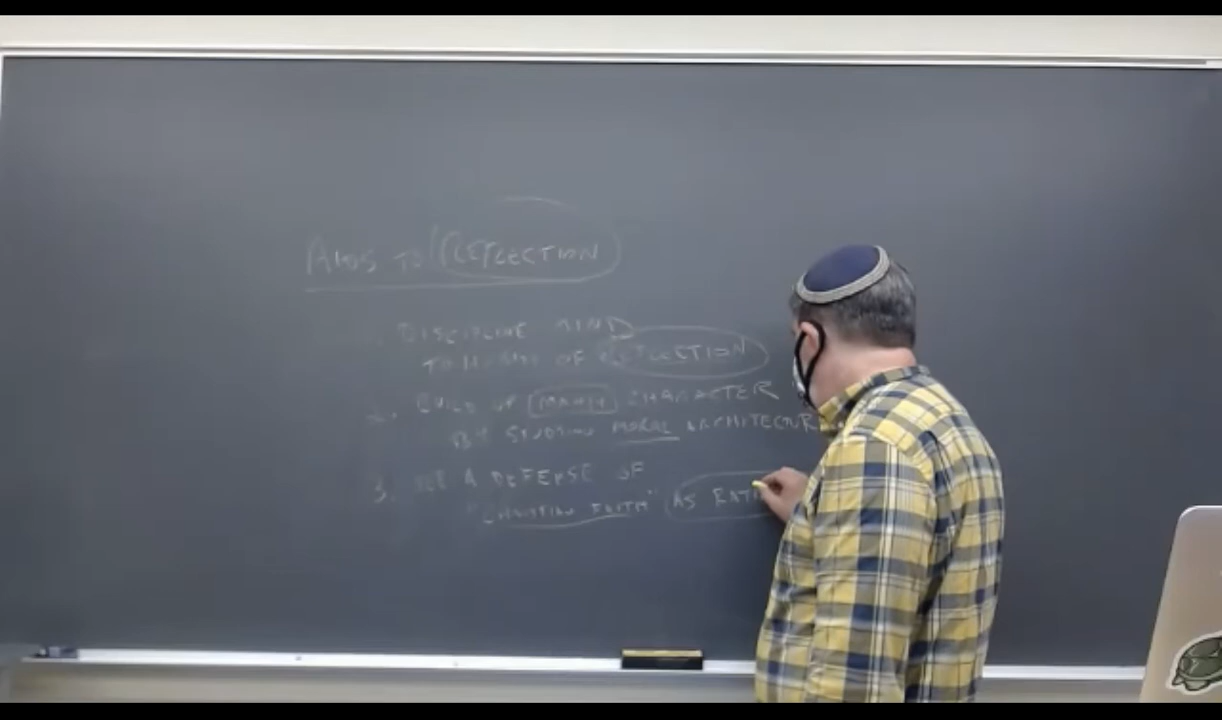 AIDS TO REFLECTION
DISCIPLINE MIND
TO HABIT OF REFLECTION
2. BUILD UP MANLY CHARACTER
BY STUDYING MORAL ARCHITECTUR
3. A DEFENSE OF
"CHRISTIAN FAITH" AS